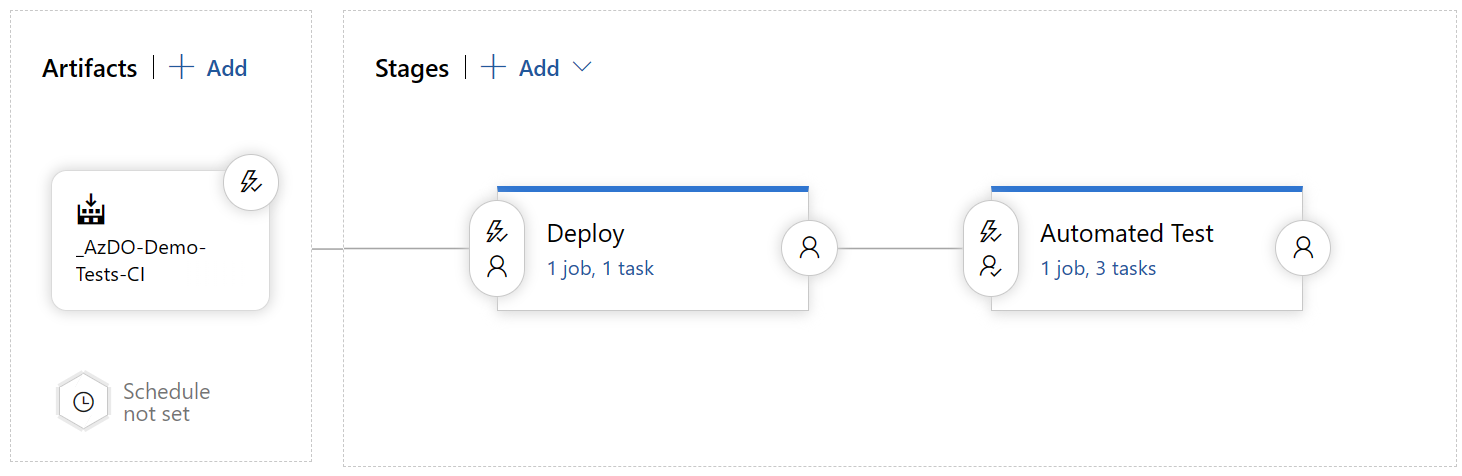 Artifacts | + Add
Stages | + Add
_AzDO-Demo-
Tests-CI
Deploy
1 job, 1 task
Automated Test
1 job, 3 tasks
Schedule
not set